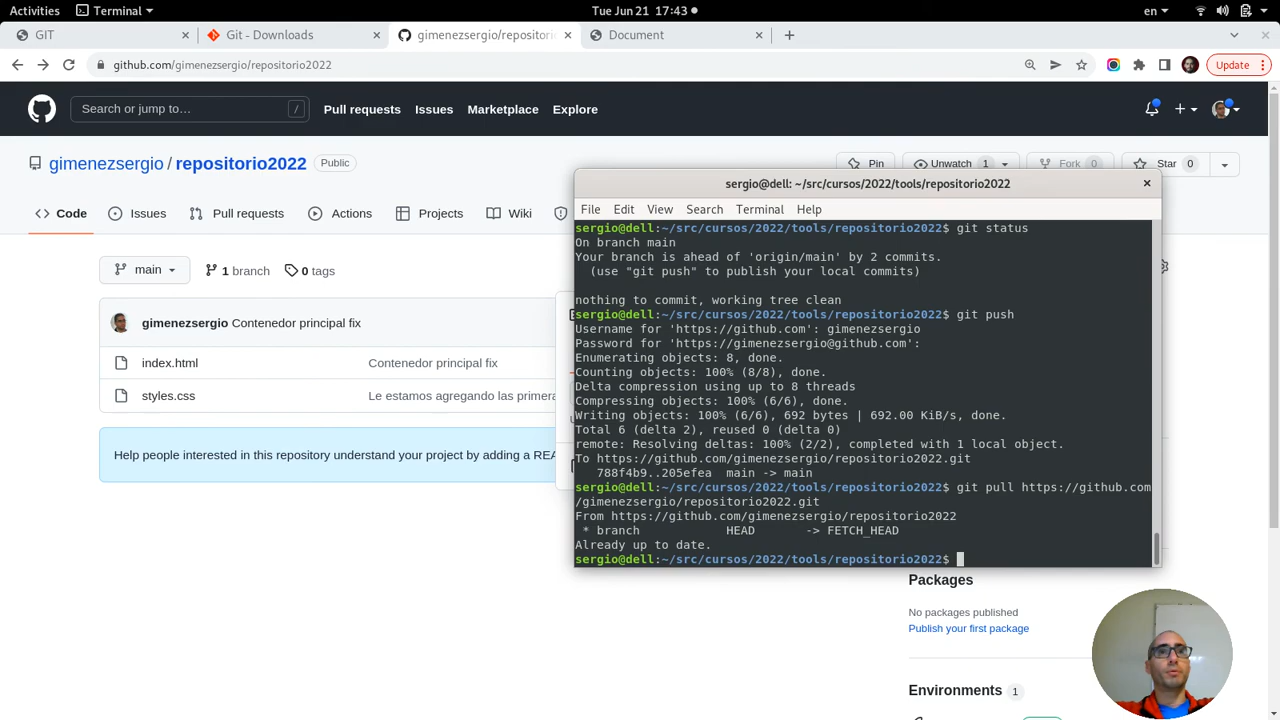 Activities Terminal Tue Jun 21 17:43 en
GIT Git - Downloads gimenezsergio/repositori Document
github.com/gimenezsergio/repositorio2022 Update
Search or jump to… / Pull requests Issues Marketplace Explore
gimenezsergio / repositorio2022 Public Pin Unwatch 1 Fork 0 Star 0
Code Issues Pull requests Actions Projects Wiki
main 1 branch 0 tags
gimenezsergio Contenedor principal fix
index.html Contenedor principal fix
styles.css Le estamos agregando las primera
Help people interested in this repository understand your project by adding a REA
sergio@dell: ~/src/cursos/2022/tools/repositorio2022
File Edit View Search Terminal Help
sergio@dell:~/src/cursos/2022/tools/repositorio2022$ git status
On branch main
Your branch is ahead of 'origin/main' by 2 commits.
(use "git push" to publish your local commits)
nothing to commit, working tree clean
sergio@dell:~/src/cursos/2022/tools/repositorio2022$ git push
Username for 'https://github.com': gimenezsergio
Password for 'https://gimenezsergio@github.com':
Enumerating objects: 8, done.
Counting objects: 100% (8/8), done.
Delta compression using up to 8 threads
Compressing objects: 100% (6/6), done.
Writing objects: 100% (6/6), 692 bytes | 692.00 KiB/s, done.
Total 6 (delta 2), reused 0 (delta 0)
remote: Resolving deltas: 100% (2/2), completed with 1 local object.
To https://github.com/gimenezsergio/repositorio2022.git
788f4b9..205efea main -> main
sergio@dell:~/src/cursos/2022/tools/repositorio2022$ git pull https://github.com
/gimenezsergio/repositorio2022.git
From https://github.com/gimenezsergio/repositorio2022
* branch HEAD -> FETCH_HEAD
Already up to date.
sergio@dell:~/src/cursos/2022/tools/repositorio2022$
Packages
No packages published
Publish your first package
Environments 1